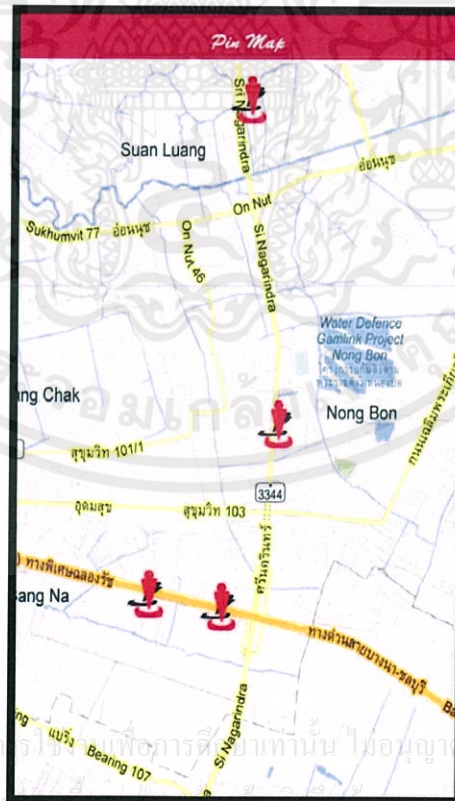 Pin Map
Sri Nagarindra
Suan Luang
อ่อนนุช
On Nut
Sukhumvit 77 อ่อนนุช
On Nut 46
Si Nagarindra
Water Defence
Gamlink Project
Nong Bon
ang Chak
Nong Bon
สุขุมวิท 101/1
3344
อุดมสุข
สุขุมวิท 103
ศรีนครินทร์
ทางพิเศษฉลองรัช
ang Na
ทางด่วนสายบางนา-ชลบุรี
Ba
ing แบริ่ง Bearing 107
Si Nagarindra